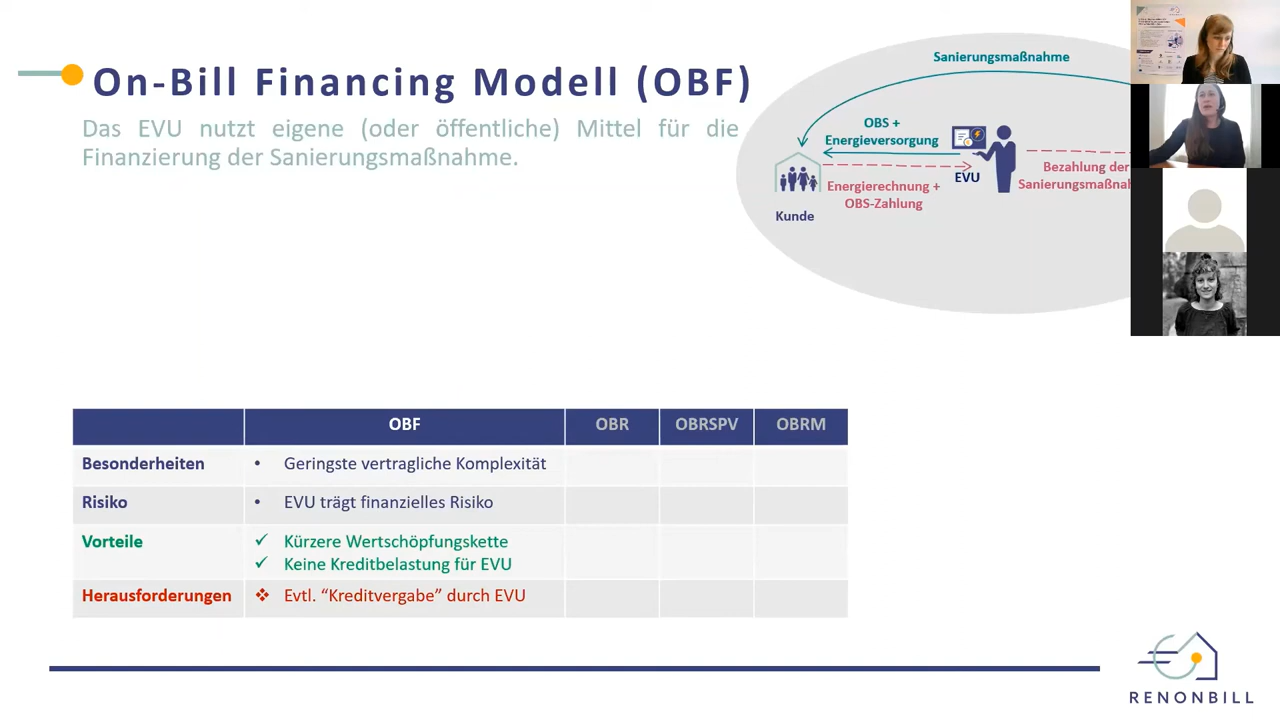 On-Bill Financing Modell (OBF)
Das EVU nutzt eigene (oder öffentliche) Mittel für die
Finanzierung der Sanierungsmaßnahme.
Sanierungsmaßnahme
OBS +
Energieversorgung
EVU
Energierechnung +
OBS-Zahlung
Kunde
Bezahlung der
Sanierungsmaßnah
OBF OBR OBRSPV OBRM
Besonderheiten • Geringste vertragliche Komplexität
Risiko • EVU trägt finanzielles Risiko
Vorteile ✓ Kürzere Wertschöpfungskette
✓ Keine Kreditbelastung für EVU
Herausforderungen ❖ Evtl. “Kreditvergabe” durch EVU
RENONBILL